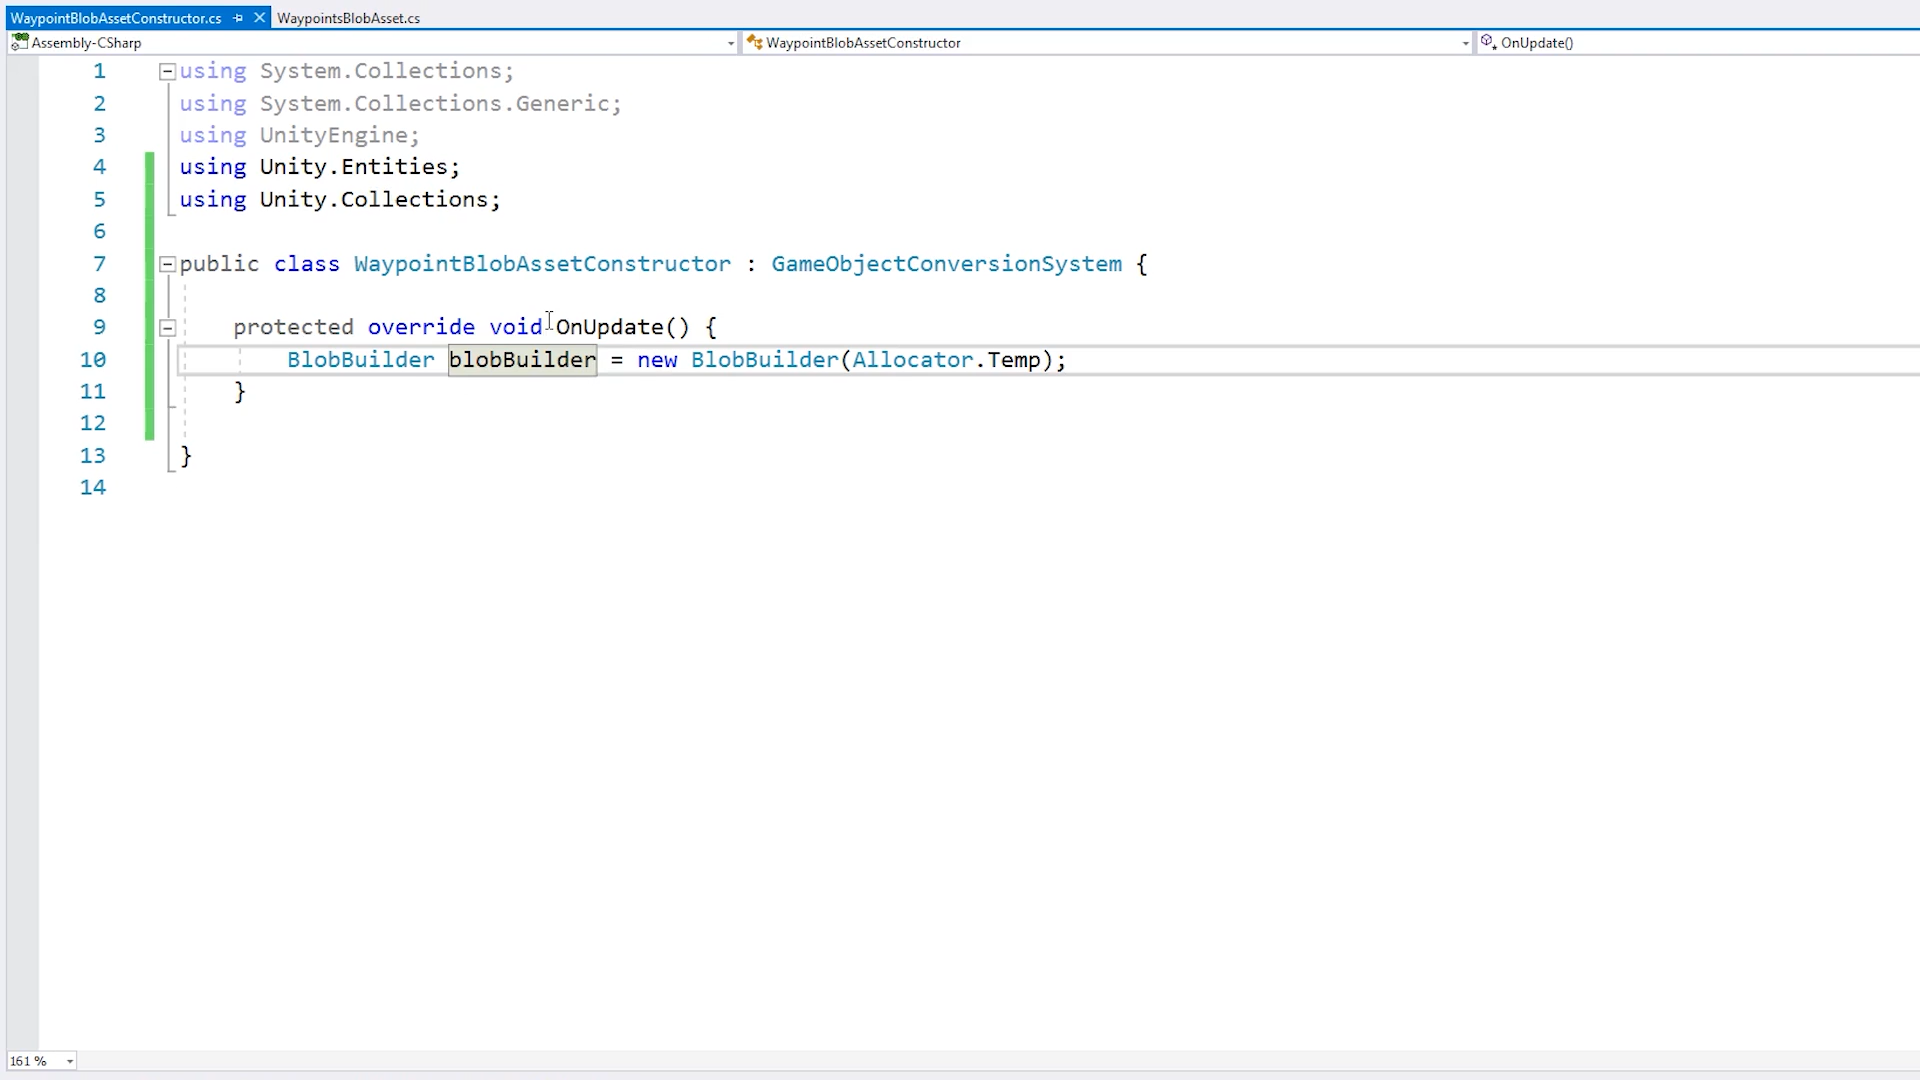 WaypointBlobAssetConstructor.cs WaypointsBlobAsset.cs
Assembly-CSharp WaypointBlobAssetConstructor OnUpdate()
1 using System.Collections;
2 using System.Collections.Generic;
3 using UnityEngine;
4 using Unity.Entities;
5 using Unity.Collections;
6
7 public class WaypointBlobAssetConstructor : GameObjectConversionSystem {
8
9 protected override void OnUpdate() {
10 BlobBuilder blobBuilder = new BlobBuilder(Allocator.Temp);
11 }
12
13 }
14
161 %